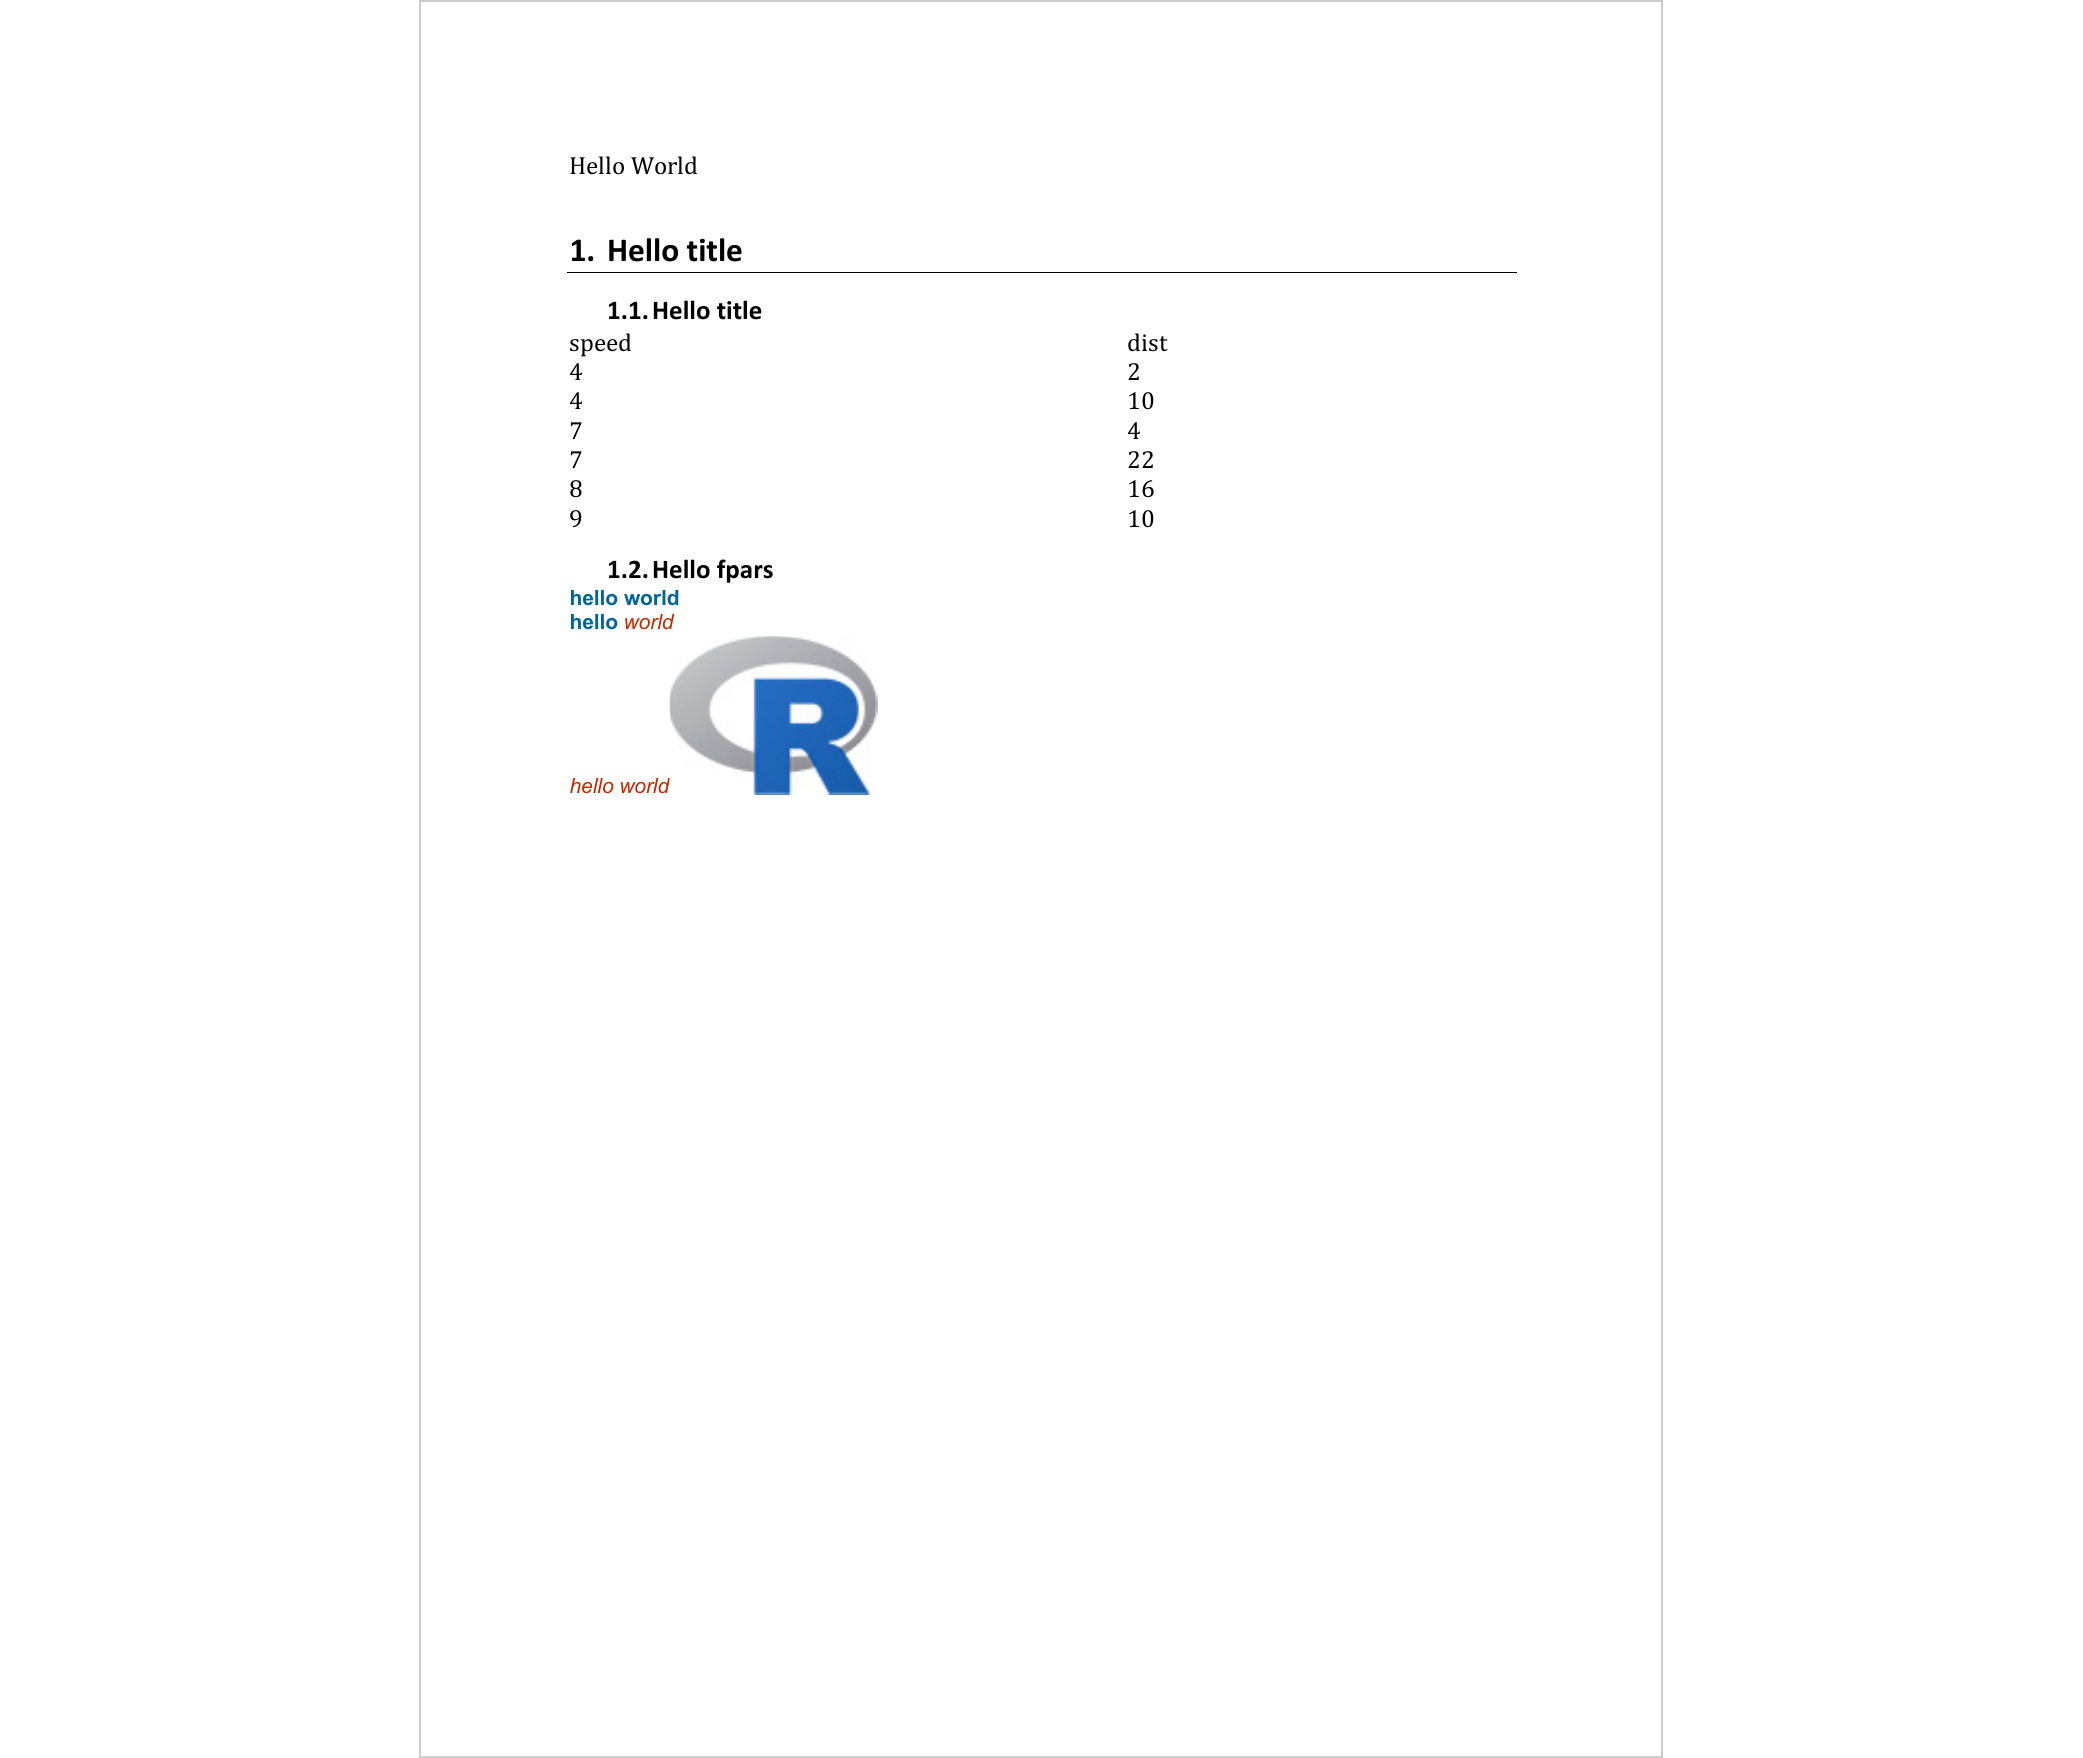 Hello World
1. Hello title
1.1. Hello title
speed dist
4 2
4 10
7 4
7 22
8 16
9 10
1.2. Hello fpars
hello world
hello world
R
hello world